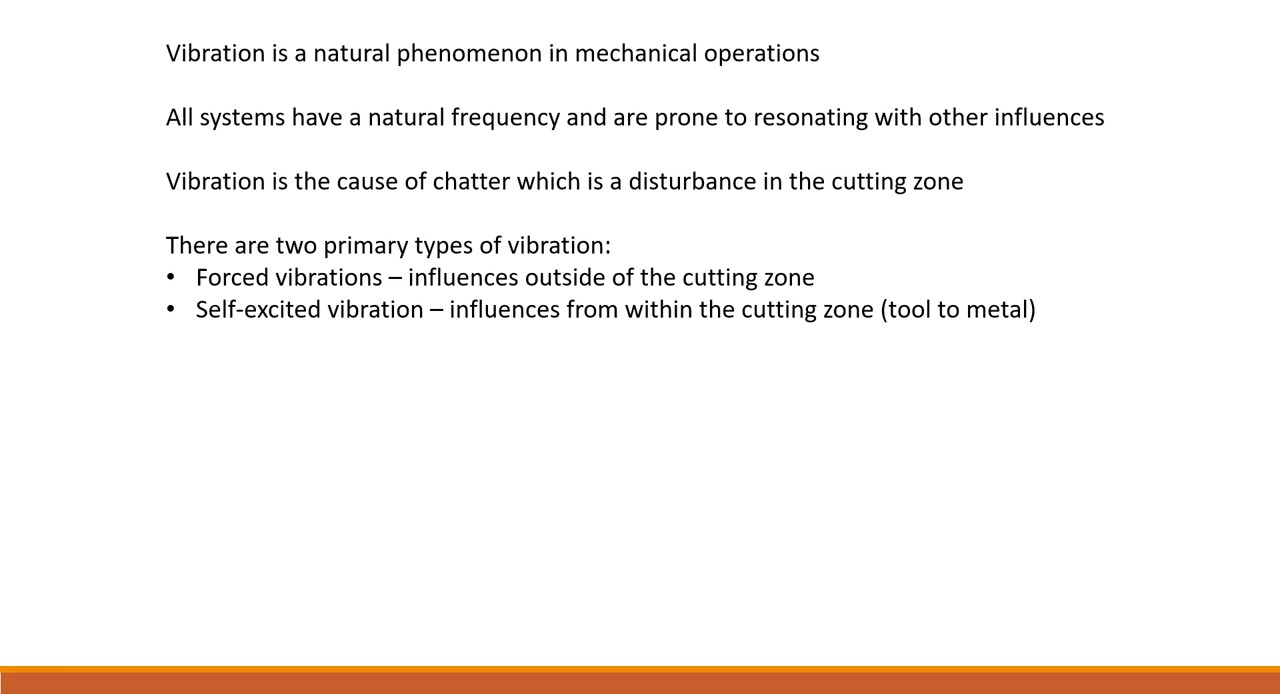 Vibration is a natural phenomenon in mechanical operations
All systems have a natural frequency and are prone to resonating with other influences
Vibration is the cause of chatter which is a disturbance in the cutting zone
There are two primary types of vibration:
• Forced vibrations – influences outside of the cutting zone
• Self-excited vibration – influences from within the cutting zone (tool to metal)